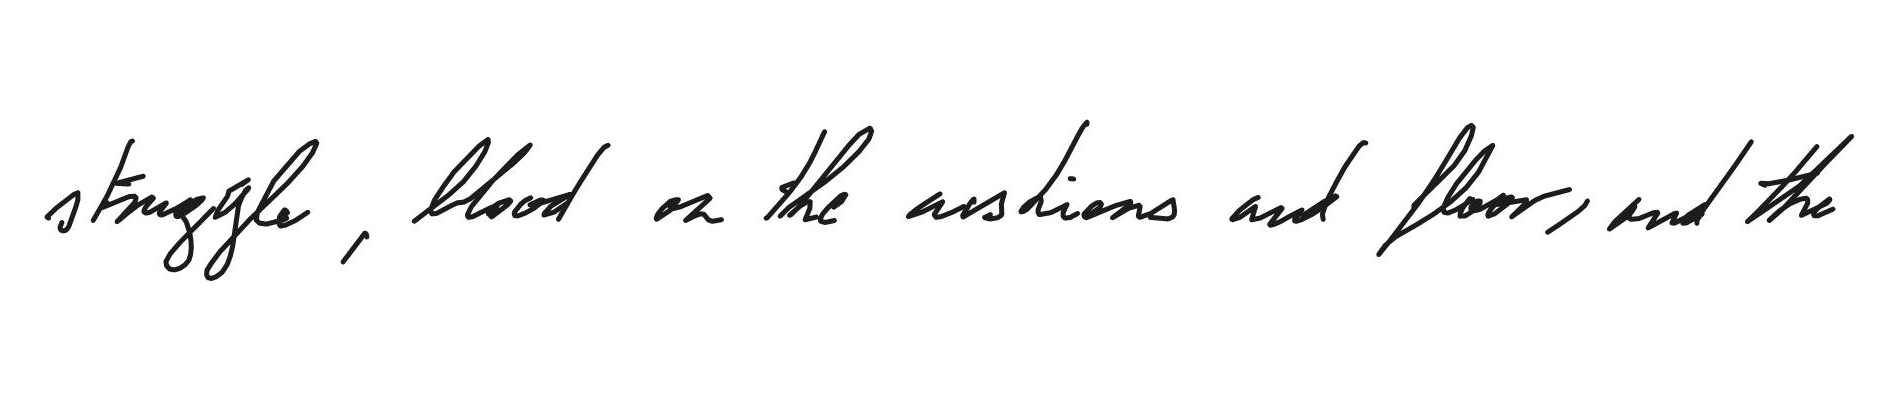 struggle, blood on the cushions and floor, and the